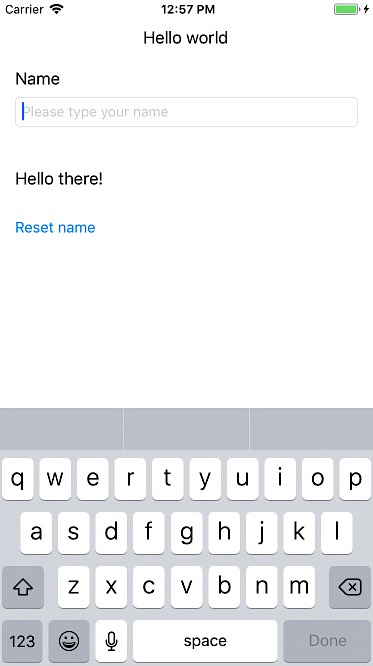 Carrier 12:57 PM
Hello world
Name
Please type your name
Hello there!
Reset name
q w e r t y u i o p
a s d f g h j k l
z x c v b n m
123 space Done